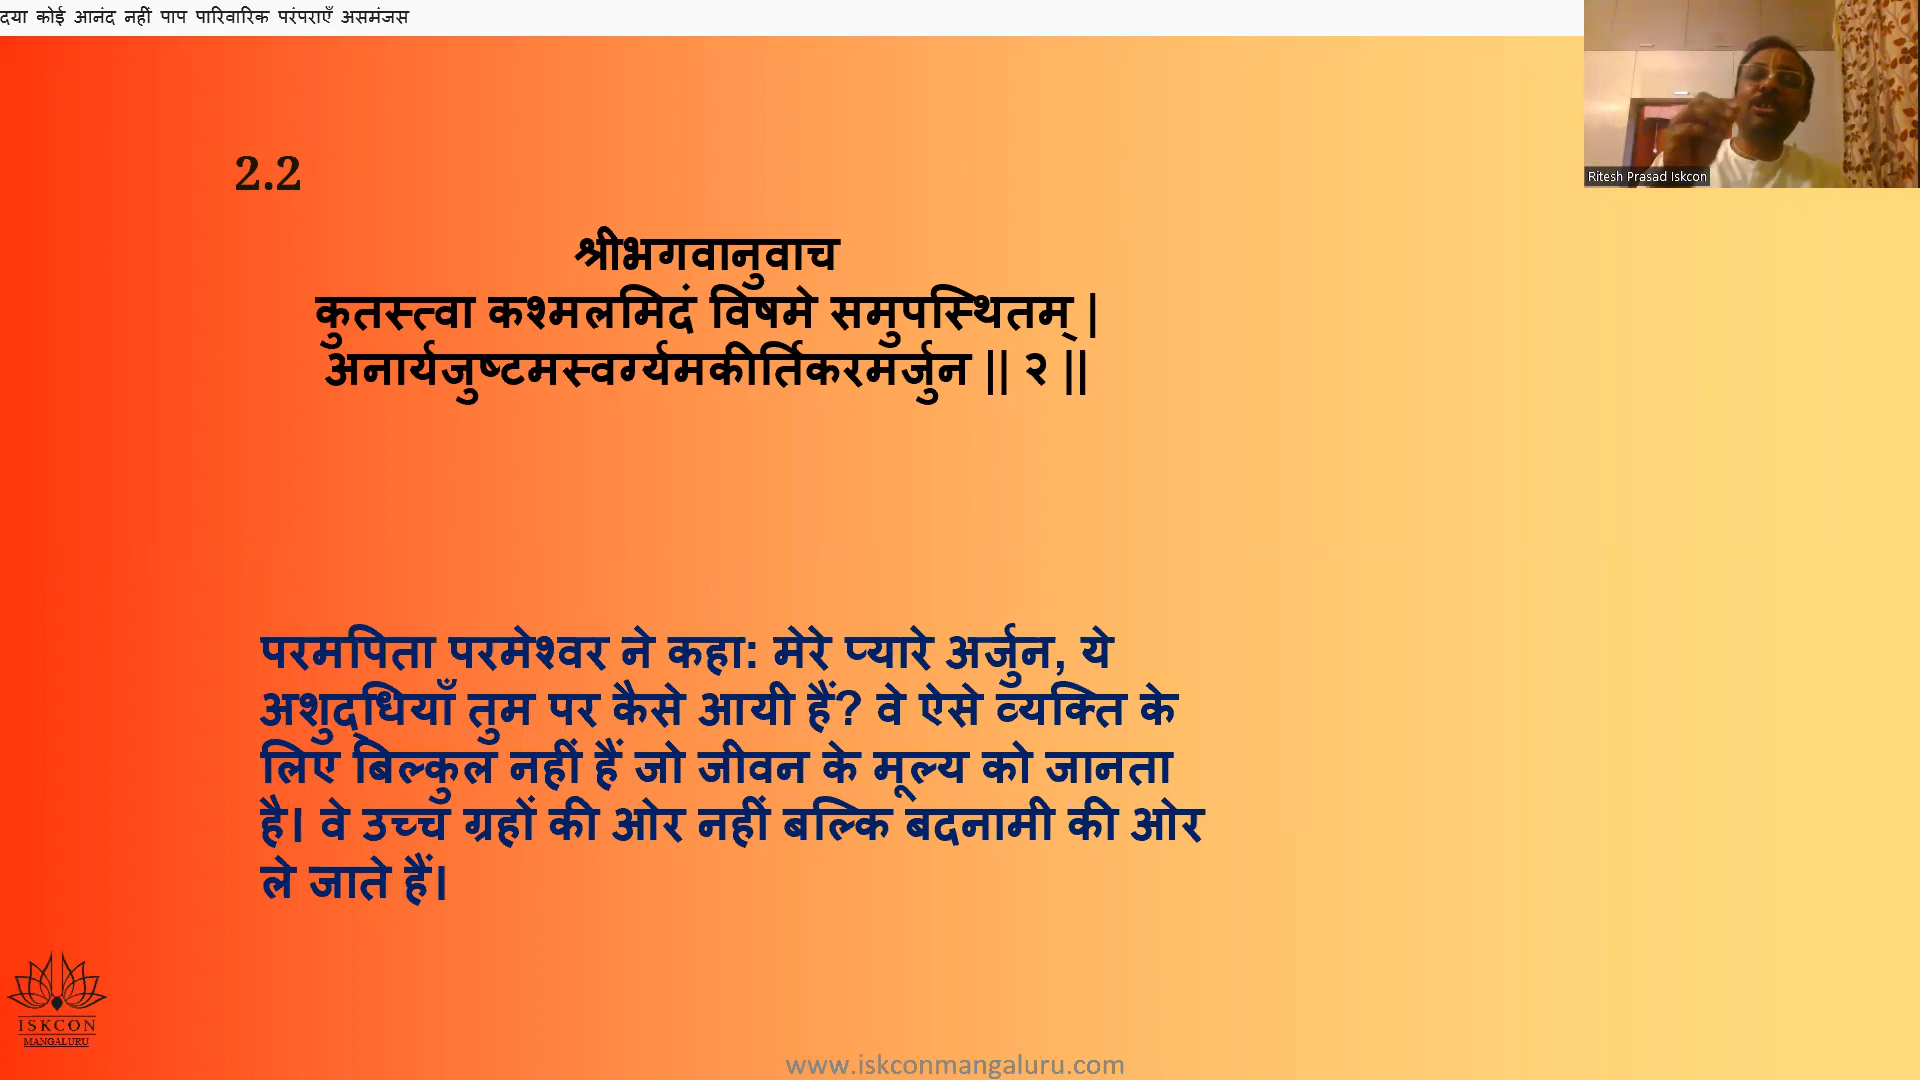 दया कोई आनंद नहीं पाप पारिवारिक परंपराएँ असमंजस
Ritesh Prasad Iskcon
2.2
श्रीभगवानुवाच
कुतस्त्वा कश्मलमिदं विषमे समुपस्थितम् |
अनार्यजुष्टमस्वर्ग्यमकीर्तिकरमर्जुन || २ ||
परमपिता परमेश्वर ने कहा: मेरे प्यारे अर्जुन, ये
अशुद्धियाँ तुम पर कैसे आयी हैं? वे ऐसे व्यक्ति के
लिए बिल्कुल नहीं हैं जो जीवन के मूल्य को जानता
है। वे उच्च ग्रहों की ओर नहीं बल्कि बदनामी की ओर
ले जाते हैं।
ISKCON
MANGALURU
www.iskconmangaluru.com